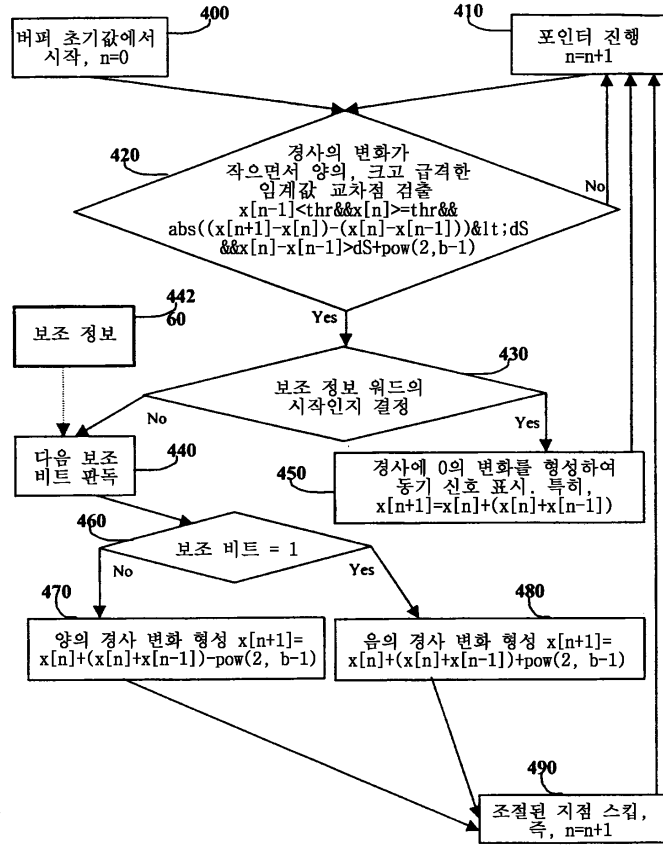 400
버퍼 초기값에서
시작, n=0
410
포인터 진행
n=n+1
420
경사의 변화가
작으면서 양의, 크고 급격한
임계값 교차점 검출
x[n-1]<thr&&x[n]>=thr&&
abs((x[n+1]-x[n])-(x[n]-x[n-1]))&lt;dS
&&x[n]-x[n-1]>dS+pow(2,b-1)
No
Yes
442
60
보조 정보
430
보조 정보 워드의
시작인지 결정
No
Yes
다음 보조
비트 판독
440
450
경사에 0의 변화를 형성하여
동기 신호 표시. 특히,
x[n+1]=x[n]+(x[n]+x[n-1])
460
보조 비트 = 1
No
Yes
470
양의 경사 변화 형성 x[n+1]=
x[n]+(x[n]+x[n-1])-pow(2, b-1)
480
음의 경사 변화 형성 x[n+1]=
x[n]+(x[n]+x[n-1])+pow(2, b-1)
490
조절된 지점 스킵,
즉, n=n+1